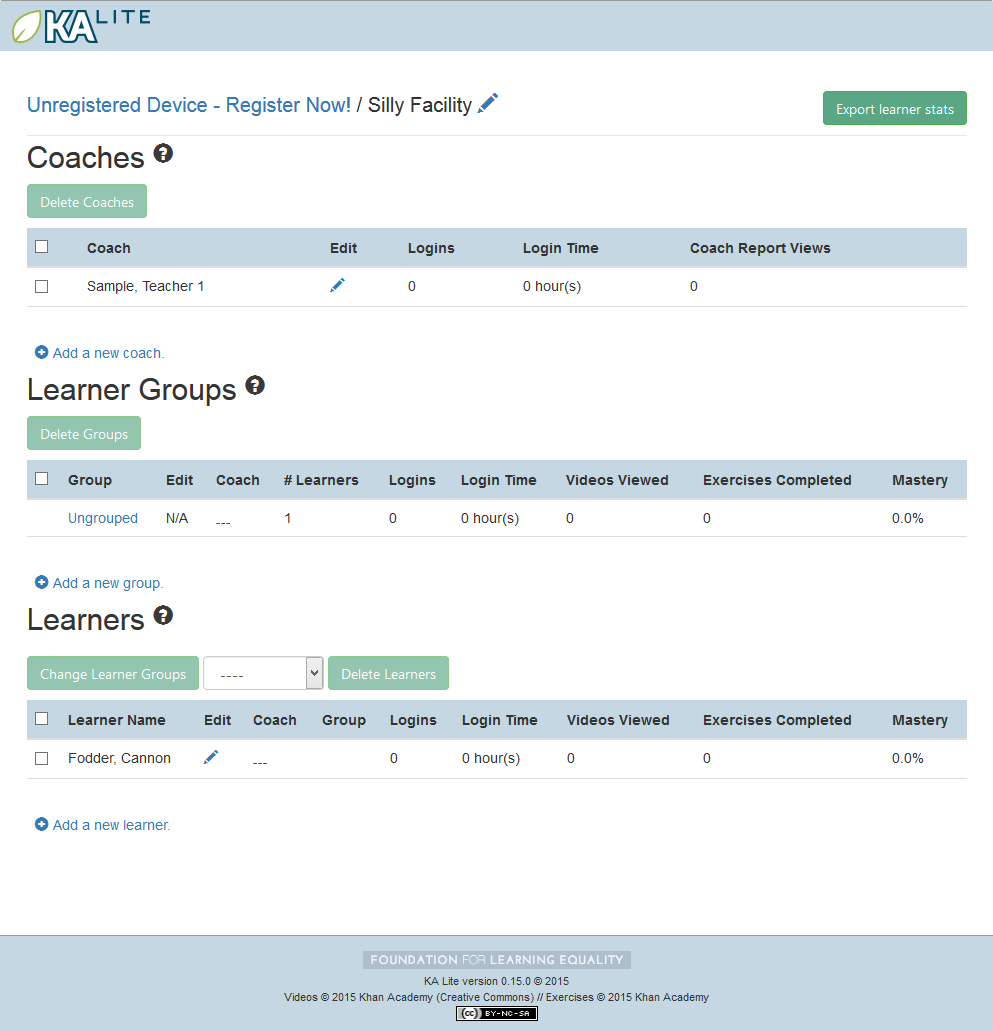 KA LITE
Unregistered Device - Register Now! / Silly Facility
Export learner stats
Coaches ?
Delete Coaches
Coach Edit Logins Login Time Coach Report Views
Sample, Teacher 1 0 0 hour(s) 0
Add a new coach.
Learner Groups ?
Delete Groups
Group Edit Coach # Learners Logins Login Time Videos Viewed Exercises Completed Mastery
Ungrouped N/A ___ 1 0 0 hour(s) 0 0 0.0%
Add a new group.
Learners ?
Change Learner Groups ---- Delete Learners
Learner Name Edit Coach Group Logins Login Time Videos Viewed Exercises Completed Mastery
Fodder, Cannon ___ 0 0 hour(s) 0 0 0.0%
Add a new learner.
FOUNDATION FOR LEARNING EQUALITY
KA Lite version 0.15.0 © 2015
Videos © 2015 Khan Academy (Creative Commons) // Exercises © 2015 Khan Academy
cc BY-NC-SA